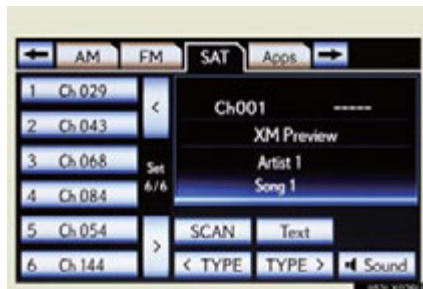 AM FM SAT Apps
1 Ch 029
2 Ch 043
3 Ch 068
4 Ch 084
5 Ch 054
6 Ch 144
<
Set
6/6
>
Ch001 -----
XM Preview
Artist 1
Song 1
SCAN Text
< TYPE TYPE > Sound